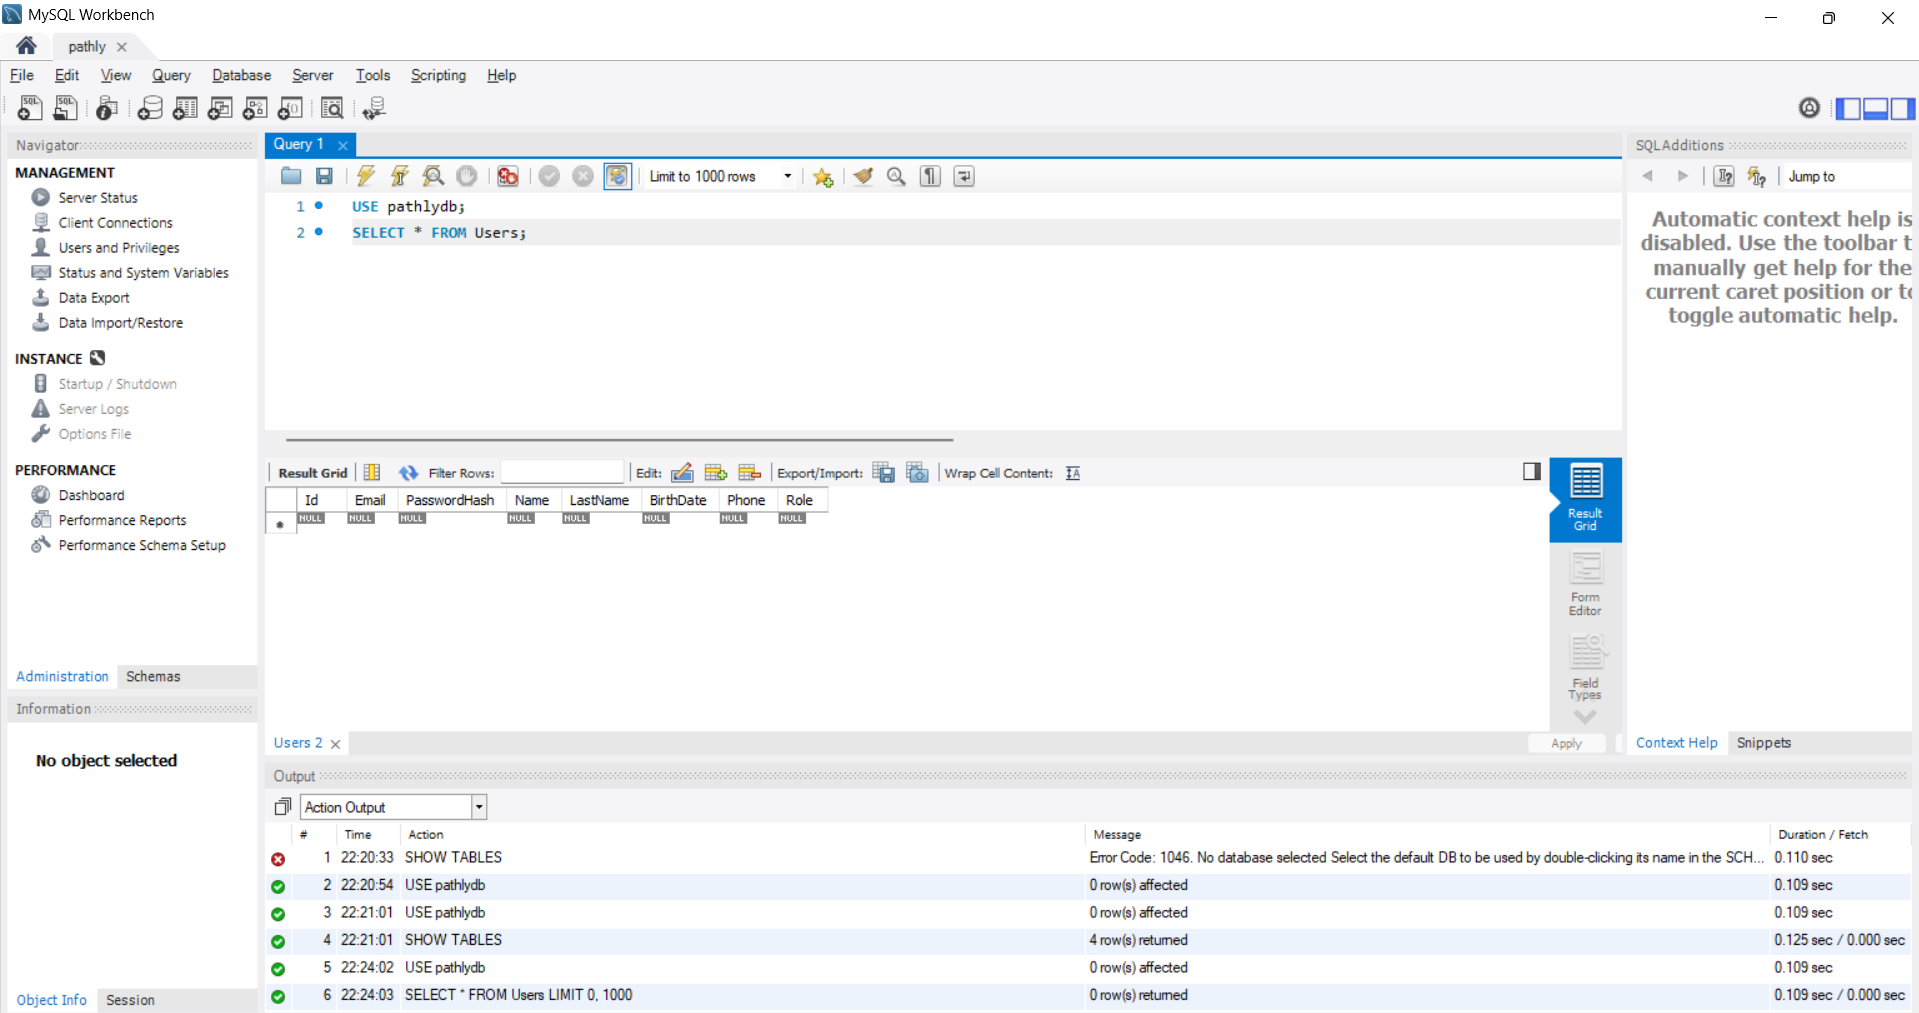 MySQL Workbench
pathly
File Edit View Query Database Server Tools Scripting Help
Navigator
MANAGEMENT
Server Status
Client Connections
Users and Privileges
Status and System Variables
Data Export
Data Import/Restore
INSTANCE
Startup / Shutdown
Server Logs
Options File
PERFORMANCE
Dashboard
Performance Reports
Performance Schema Setup
Administration Schemas
Information
No object selected
Object Info Session
Query 1
Limit to 1000 rows
1 USE pathlydb;
2 SELECT * FROM Users;
Result Grid Filter Rows: Edit: Export/Import: Wrap Cell Content:
Id Email PasswordHash Name LastName BirthDate Phone Role
NULL NULL NULL NULL NULL NULL NULL NULL
Result
Grid
Form
Editor
Field
Types
Users 2
Apply
SQLAdditions
Jump to
Automatic context help is
disabled. Use the toolbar t
manually get help for the
current caret position or to
toggle automatic help.
Context Help Snippets
Output
Action Output
# Time Action Message Duration / Fetch
1 22:20:33 SHOW TABLES Error Code: 1046. No database selected Select the default DB to be used by double-clicking its name in the SCH... 0.110 sec
2 22:20:54 USE pathlydb 0 row(s) affected 0.109 sec
3 22:21:01 USE pathlydb 0 row(s) affected 0.109 sec
4 22:21:01 SHOW TABLES 4 row(s) returned 0.125 sec / 0.000 sec
5 22:24:02 USE pathlydb 0 row(s) affected 0.109 sec
6 22:24:03 SELECT * FROM Users LIMIT 0, 1000 0 row(s) returned 0.109 sec / 0.000 sec